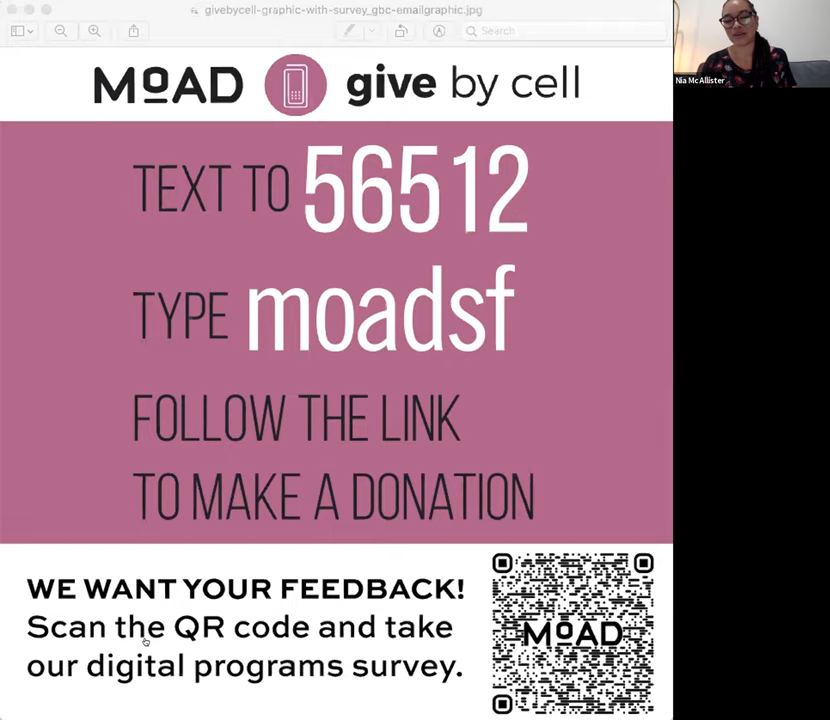 givebycell-graphic-with-survey_gbc-emailgraphic.jpg
Search
MoAD give by cell
Nia McAllister
TEXT TO 56512
TYPE moadsf
FOLLOW THE LINK
TO MAKE A DONATION
WE WANT YOUR FEEDBACK!
Scan the QR code and take
our digital programs survey.
MoAD